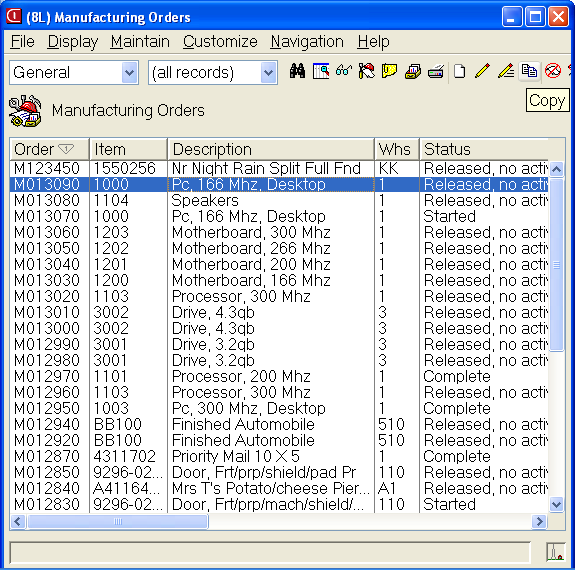 (8L) Manufacturing Orders
File Display Maintain Customize Navigation Help
General (all records)
Copy
Manufacturing Orders
Order Item Description Whs Status
M123450 1550256 Nr Night Rain Split Full Fnd KK Released, no activ
M013090 1000 Pc, 166 Mhz, Desktop 1 Released, no activ
M013080 1104 Speakers 1 Released, no activ
M013070 1000 Pc, 166 Mhz, Desktop 1 Started
M013060 1203 Motherboard, 300 Mhz 1 Released, no activ
M013050 1202 Motherboard, 266 Mhz 1 Released, no activ
M013040 1201 Motherboard, 200 Mhz 1 Released, no activ
M013030 1200 Motherboard, 166 Mhz 1 Released, no activ
M013020 1103 Processor, 300 Mhz 1 Released, no activ
M013010 3002 Drive, 4.3qb 3 Released, no activ
M013000 3002 Drive, 4.3qb 3 Released, no activ
M012990 3001 Drive, 3.2qb 3 Released, no activ
M012980 3001 Drive, 3.2qb 3 Released, no activ
M012970 1101 Processor, 200 Mhz 1 Complete
M012960 1103 Processor, 300 Mhz 1 Released, no activ
M012950 1003 Pc, 300 Mhz, Desktop 1 Complete
M012940 BB100 Finished Automobile 510 Released, no activ
M012920 BB100 Finished Automobile 510 Released, no activ
M012870 4311702 Priority Mail 10 X 5 1 Complete
M012850 9296-02... Door, Frt/prp/shield/pad Pr 110 Released, no activ
M012840 A41164... Mrs T's Potato/cheese Pier... A1 Released, no activ
M012830 9296-02... Door, Frt/prp/mach/shield/... 110 Started